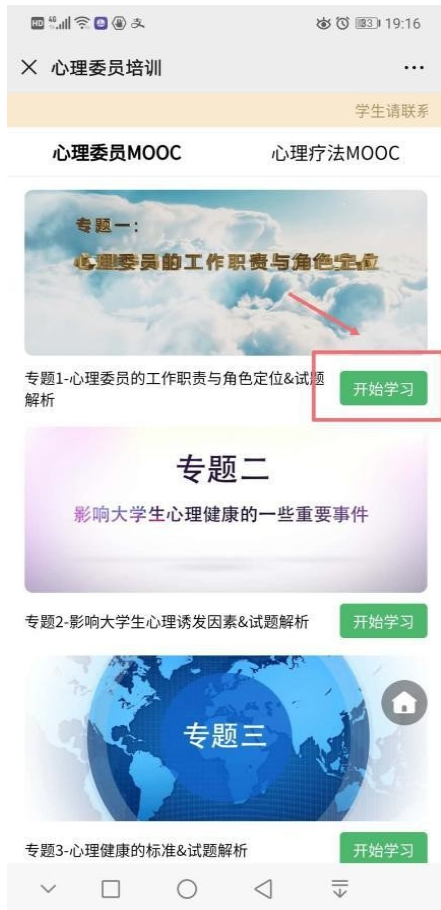 HD 4G 支 83 19:16
心理委员培训
学生请联系
心理委员MOOC
心理疗法MOOC
专题一:
心理委员的工作职责与角色定位
专题1-心理委员的工作职责与角色定位&试题
解析
开始学习
专题二
影响大学生心理健康的一些重要事件
专题2-影响大学生心理诱发因素&试题解析
开始学习
专题三
专题3-心理健康的标准&试题解析
开始学习